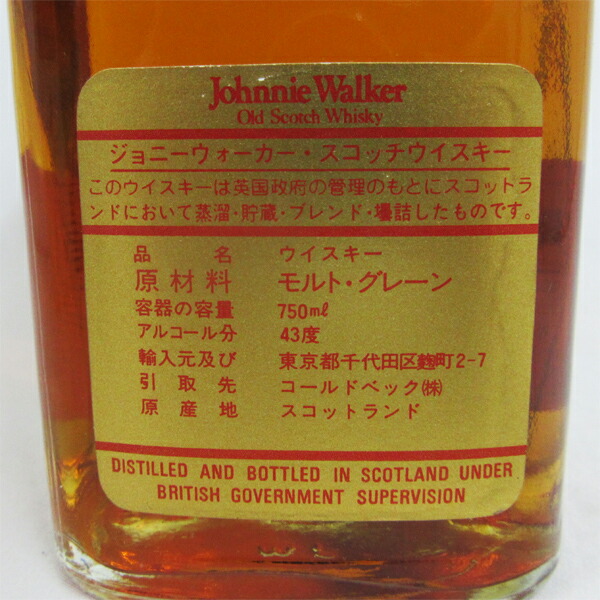 Johnnie Walker
Old Scotch Whisky
ジョニーウォーカー・スコッチウイスキー
このウイスキーは英国政府の管理のもとにスコットラ
ンドにおいて蒸溜・貯蔵・ブレンド・壜詰したものです。
品名 ウイスキー
原材料 モルト・グレーン
容器の容量 750mℓ
アルコール分 43度
輸入元及び 東京都千代田区麹町2-7
引取先 コールドベック㈱
原産地 スコットランド
DISTILLED AND BOTTLED IN SCOTLAND UNDER
BRITISH GOVERNMENT SUPERVISION